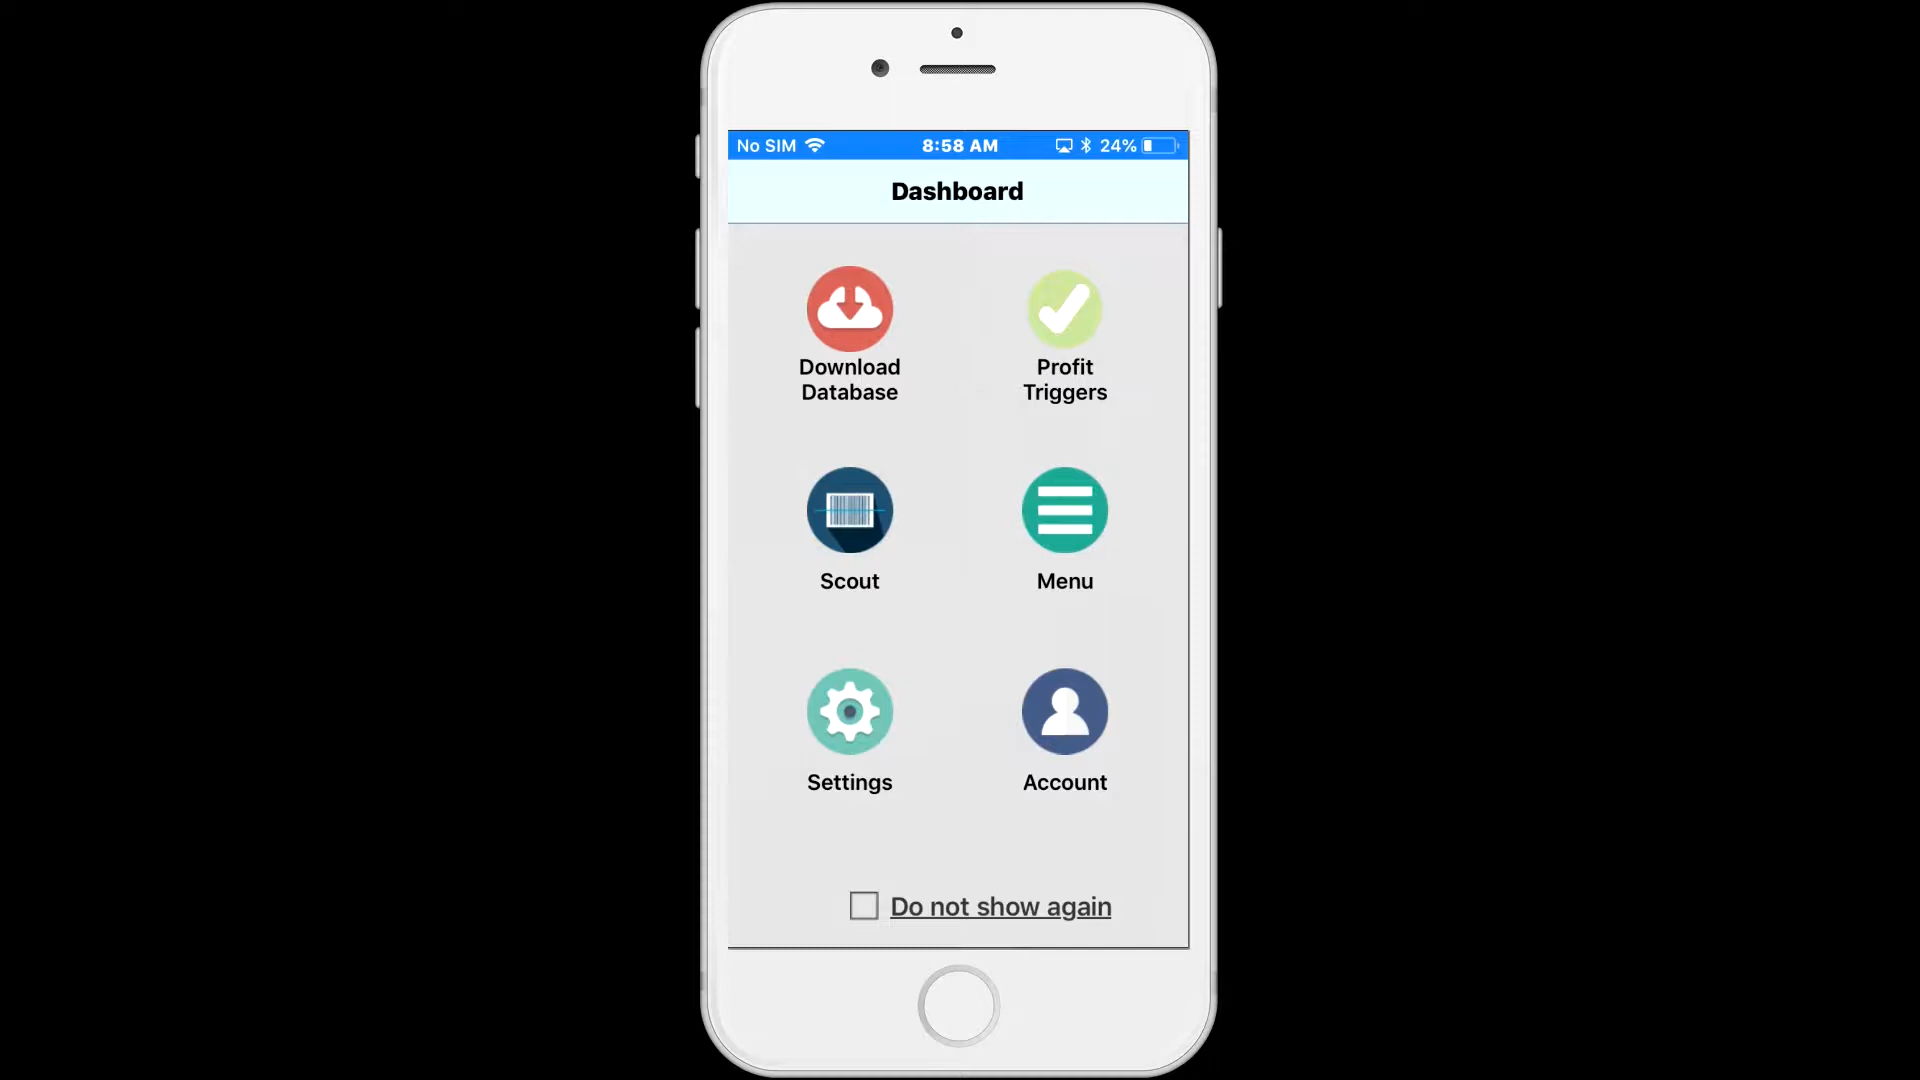 No SIM 8:58 AM 24%
Dashboard
Download Profit
Database Triggers
Scout Menu
Settings Account
Do not show again